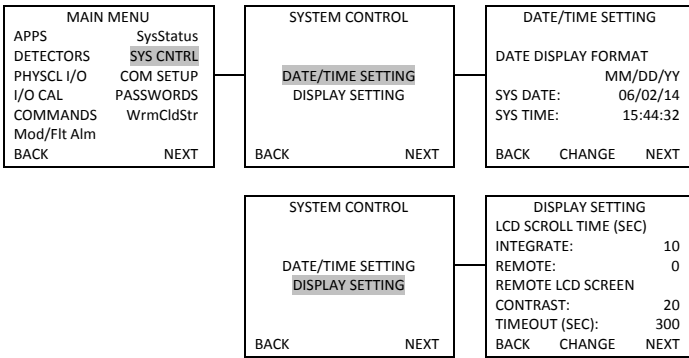 MAIN MENU
APPS SysStatus
DETECTORS SYS CNTRL
PHYSCL I/O COM SETUP
I/O CAL PASSWORDS
COMMANDS WrmCldStr
Mod/Flt Alm
BACK NEXT
SYSTEM CONTROL
DATE/TIME SETTING
DISPLAY SETTING
BACK NEXT
DATE/TIME SETTING
DATE DISPLAY FORMAT
MM/DD/YY
SYS DATE: 06/02/14
SYS TIME: 15:44:32
BACK CHANGE NEXT
SYSTEM CONTROL
DATE/TIME SETTING
DISPLAY SETTING
BACK NEXT
DISPLAY SETTING
LCD SCROLL TIME (SEC)
INTEGRATE: 10
REMOTE: 0
REMOTE LCD SCREEN
CONTRAST: 20
TIMEOUT (SEC): 300
BACK CHANGE NEXT